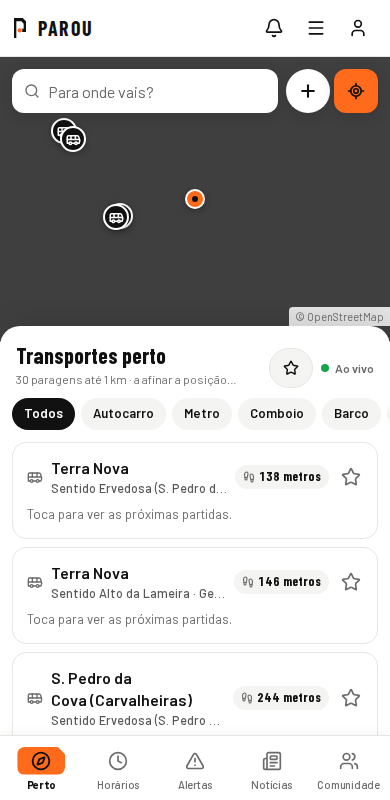 PAROU
Para onde vais?
© OpenStreetMap
Transportes perto
30 paragens até 1 km · a afinar a posição...
Ao vivo
Todos
Autocarro
Metro
Comboio
Barco
Terra Nova
Sentido Ervedosa (S. Pedro d...
138 metros
Toca para ver as próximas partidas.
Terra Nova
Sentido Alto da Lameira · Ge...
146 metros
Toca para ver as próximas partidas.
S. Pedro da
Cova (Carvalheiras)
244 metros
Sentido Ervedosa (S. Pedro ...
Perto
Horários
Alertas
Notícias
Comunidade